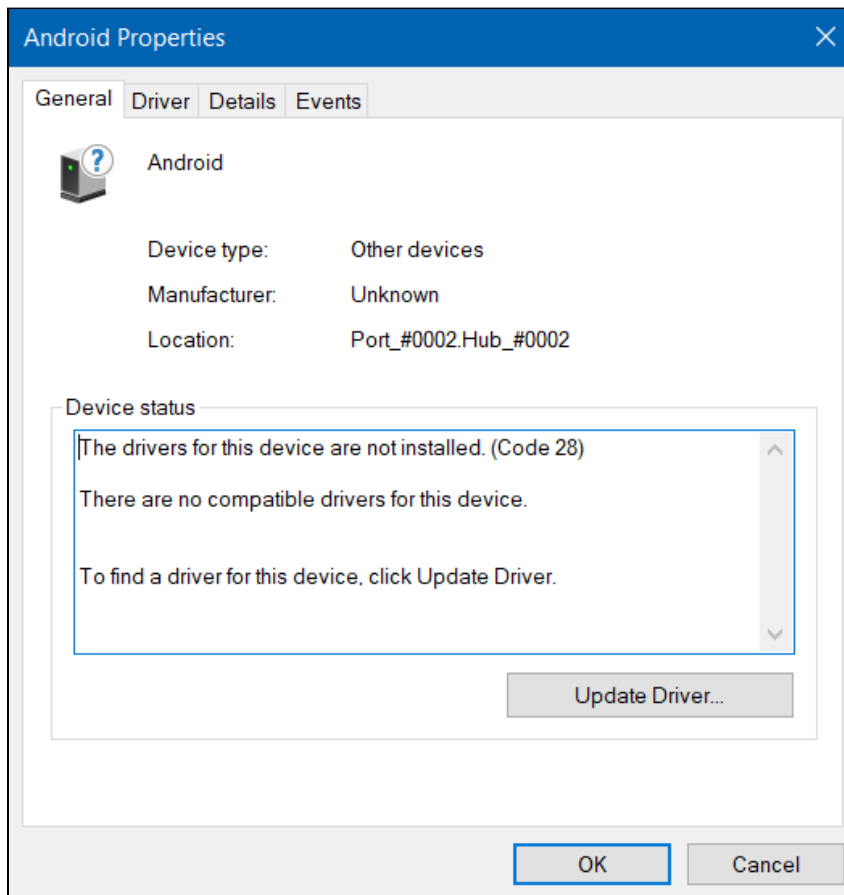 Android Properties
General Driver Details Events
Android
Device type: Other devices
Manufacturer: Unknown
Location: Port_#0002.Hub_#0002
Device status
The drivers for this device are not installed. (Code 28)
There are no compatible drivers for this device.
To find a driver for this device, click Update Driver.
Update Driver...
OK Cancel